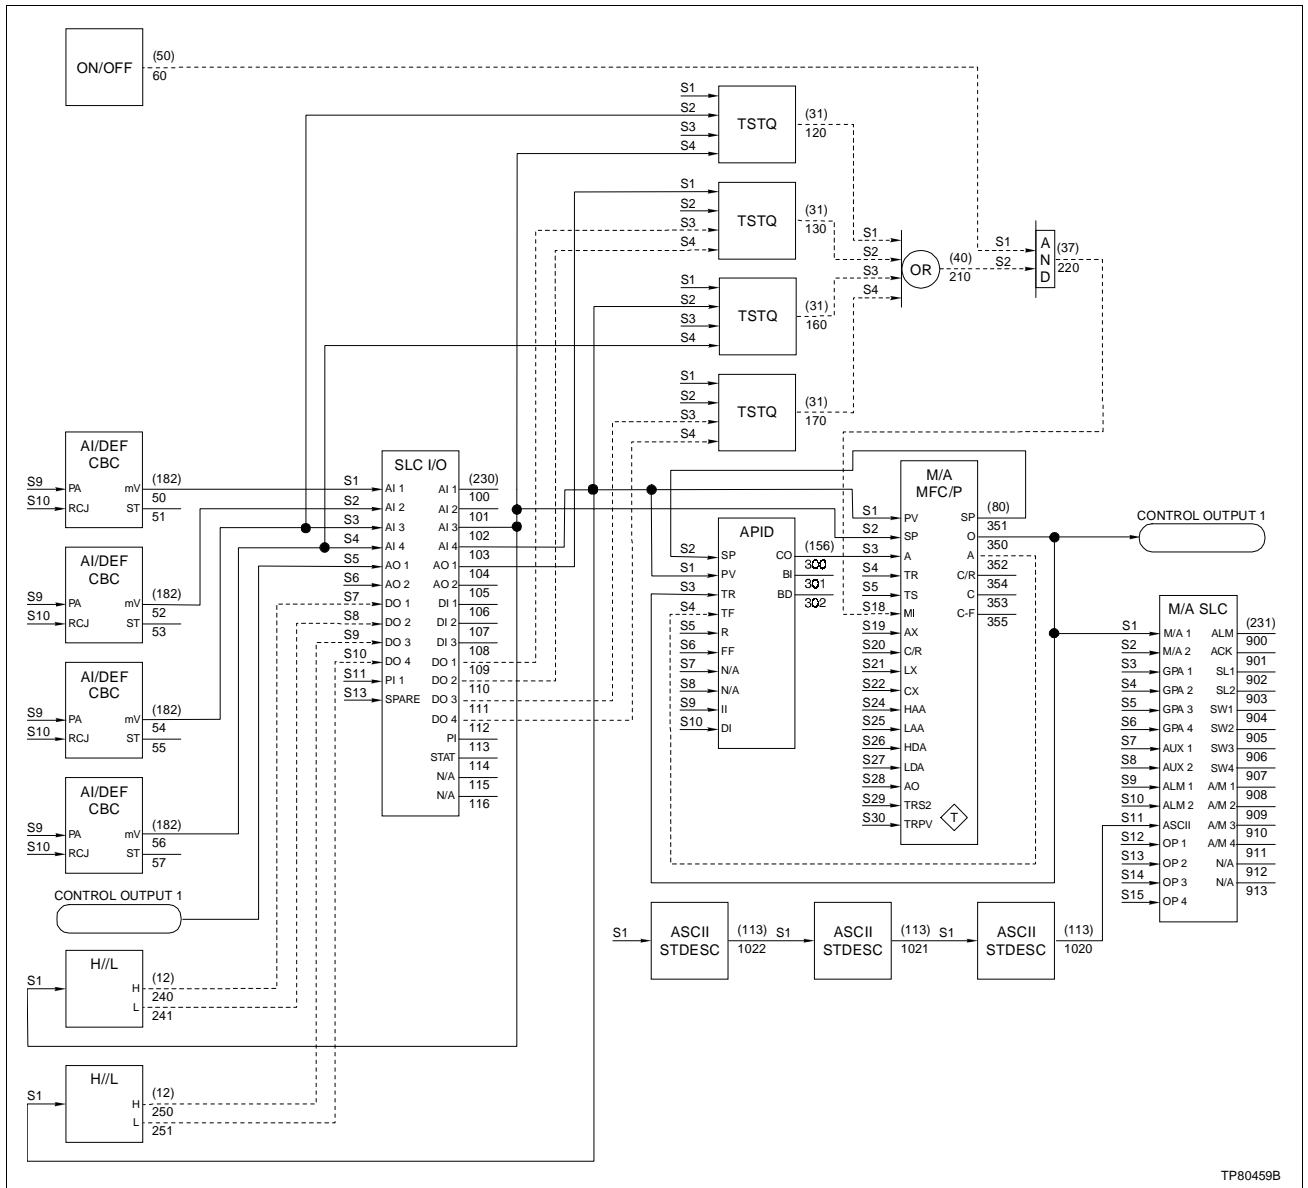 ON/OFF
(50)
60
S1
S2
S3
S4
TSTQ
(31)
120
S1
S2
S3
S4
TSTQ
(31)
130
S1
S2
S3
S4
TSTQ
(31)
160
S1
S2
S3
S4
TSTQ
(31)
170
S1
S2
S3
S4
OR
(40)
210
S1
S2
AND
(37)
220
AI/DEF
CBC
S9 PA mV (182)
50
S10 RCJ ST
51
AI/DEF
CBC
S9 PA mV (182)
52
S10 RCJ ST
53
AI/DEF
CBC
S9 PA mV (182)
54
S10 RCJ ST
55
AI/DEF
CBC
S9 PA mV (182)
56
S10 RCJ ST
57
CONTROL OUTPUT 1
H//L
S1
H (12)
240
L
241
H//L
S1
H (12)
250
L
251
SLC I/O
(230)
S1 AI 1 AI 1 100
S2 AI 2 AI 2 101
S3 AI 3 AI 3 102
S4 AI 4 AI 4 103
S5 AO 1 AO 1 104
S6 AO 2 AO 2 105
S7 DO 1 DI 1 106
S8 DO 2 DI 2 107
S9 DO 3 DI 3 108
S10 DO 4 DO 1 109
S11 PI 1 DO 2 110
S13 SPARE DO 3 111
DO 4 112
PI 113
STAT 114
N/A 115
N/A 116
APID
S2 SP CO (156)
300
S1 PV BI 301
S3 TR BD 302
S4 TF
S5 R
S6 FF
S7 N/A
S8 N/A
S9 II
S10 DI
M/A
MFC/P
(80)
S1 PV SP 351
S2 SP O 350
S3 A A 352
S4 TR C/R 354
S5 TS C 353
S18 MI C-F 355
S19 AX
S20 C/R
S21 LX
S22 CX
S24 HAA
S25 LAA
S26 HDA
S27 LDA
S28 AO
S29 TRS2
S30 TRPV
T
CONTROL OUTPUT 1
M/A SLC
(231)
S1 M/A 1 ALM 900
S2 M/A 2 ACK 901
S3 GPA 1 SL1 902
S4 GPA 2 SL2 903
S5 GPA 3 SW1 904
S6 GPA 4 SW2 905
S7 AUX 1 SW3 906
S8 AUX 2 SW4 907
S9 ALM 1 A/M 1 908
S10 ALM 2 A/M 2 909
S11 ASCII A/M 3 910
S12 OP 1 A/M 4 911
S13 OP 2 N/A 912
S14 OP 3 N/A 913
S15 OP 4
S1
ASCII
STDESC
(113)
1022
S1
ASCII
STDESC
(113)
1021
S1
ASCII
STDESC
(113)
1020
TP80459B